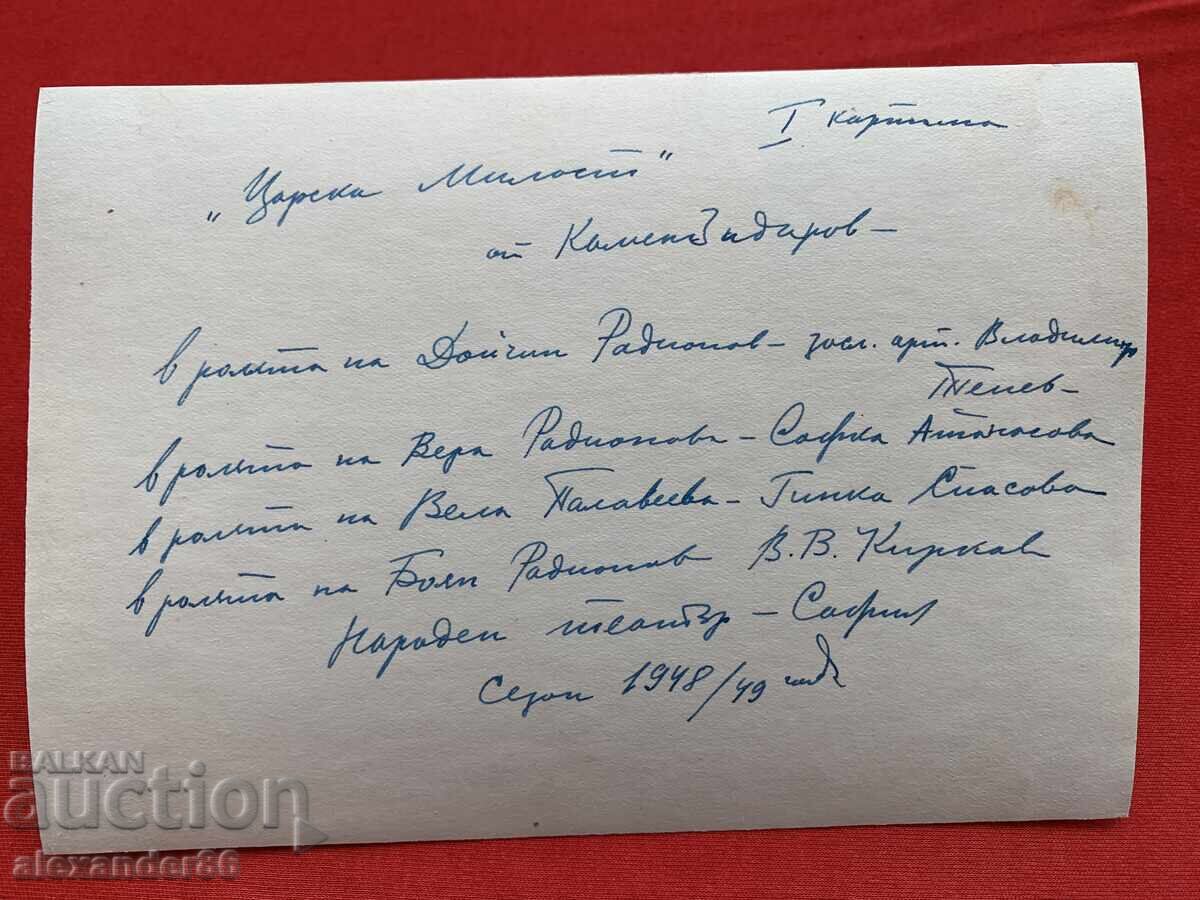 I картина
„Царска Милост"
от Камен Зидаров –
в ролята на Дойчин Радионов – засл. арт. Владимир
Тенев –
в ролята на Вера Радионова – Софка Атанасова
в ролята на Вела Палавеева – Гинка Спасова
в ролята на Боян Радионов В. В. Кирков
Народен театър – София
Сезон 1948/49 год.
BALKAN
auction
alexander86